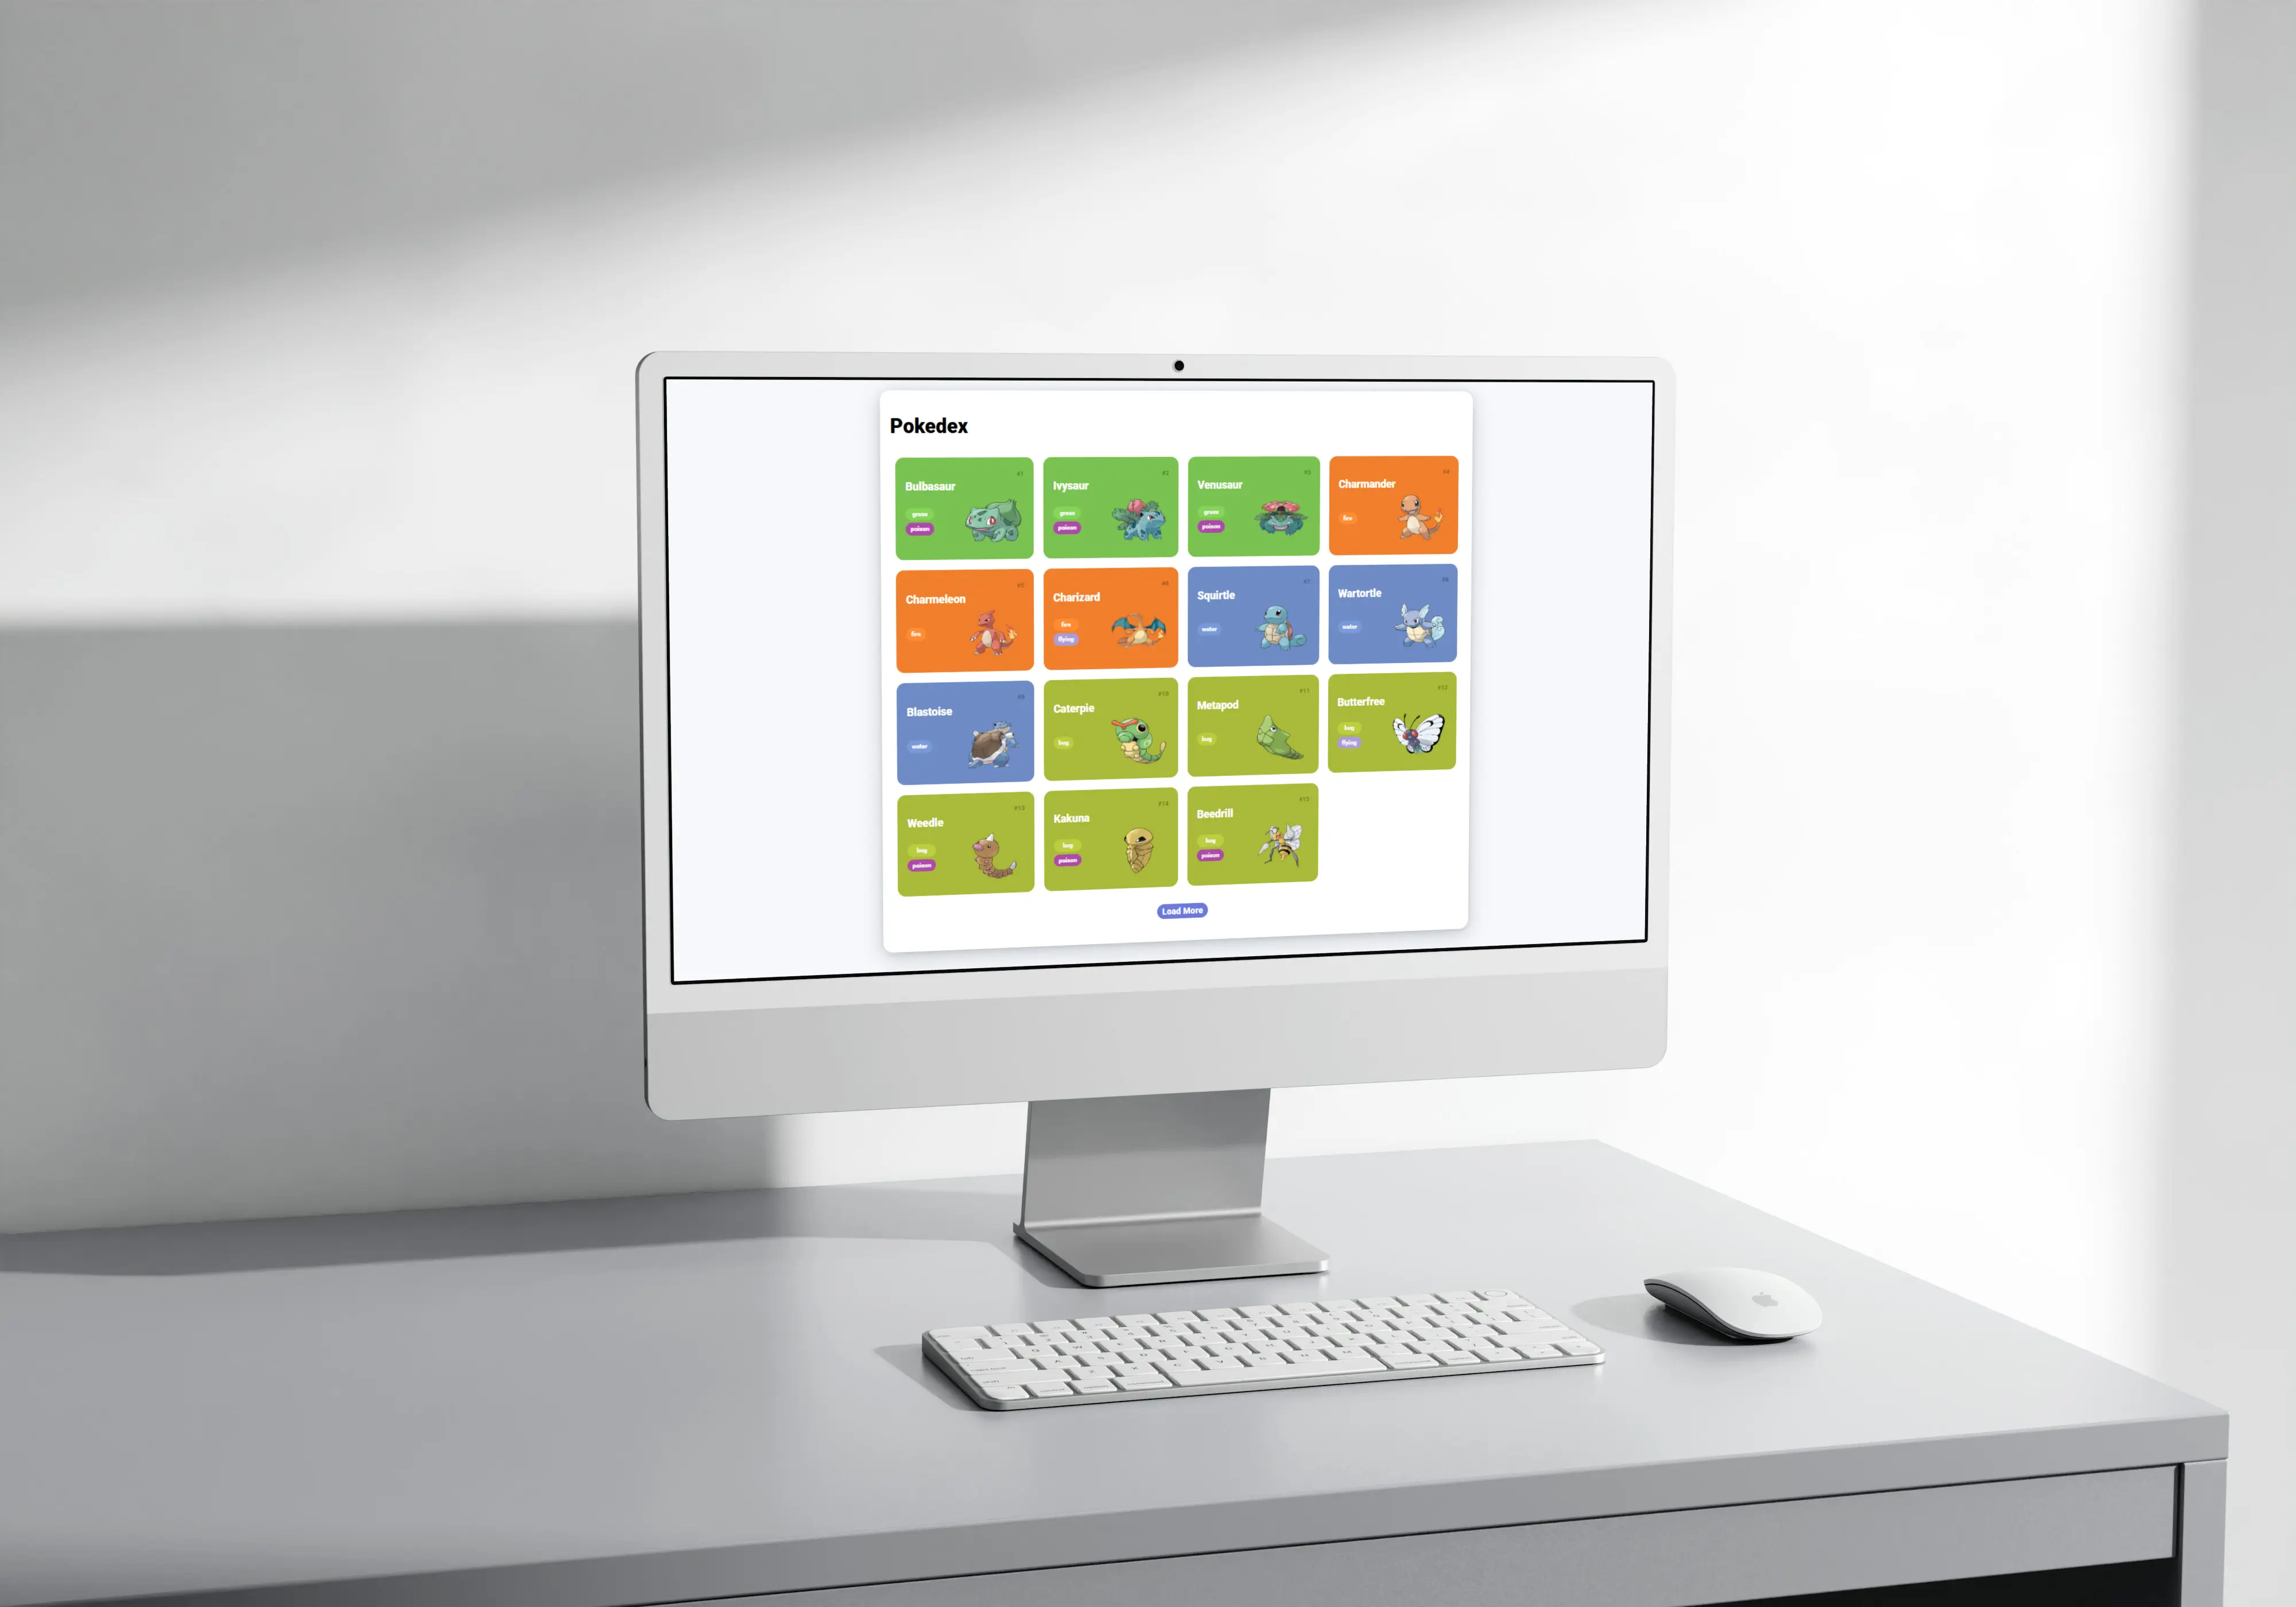 Pokedex
#1
Bulbasaur
grass
poison
#2
Ivysaur
grass
poison
#3
Venusaur
grass
poison
#4
Charmander
fire
#5
Charmeleon
fire
#6
Charizard
fire
flying
#7
Squirtle
water
#8
Wartortle
water
#9
Blastoise
water
#10
Caterpie
bug
#11
Metapod
bug
#12
Butterfree
bug
flying
#13
Weedle
bug
poison
#14
Kakuna
bug
poison
#15
Beedrill
bug
poison
Load More